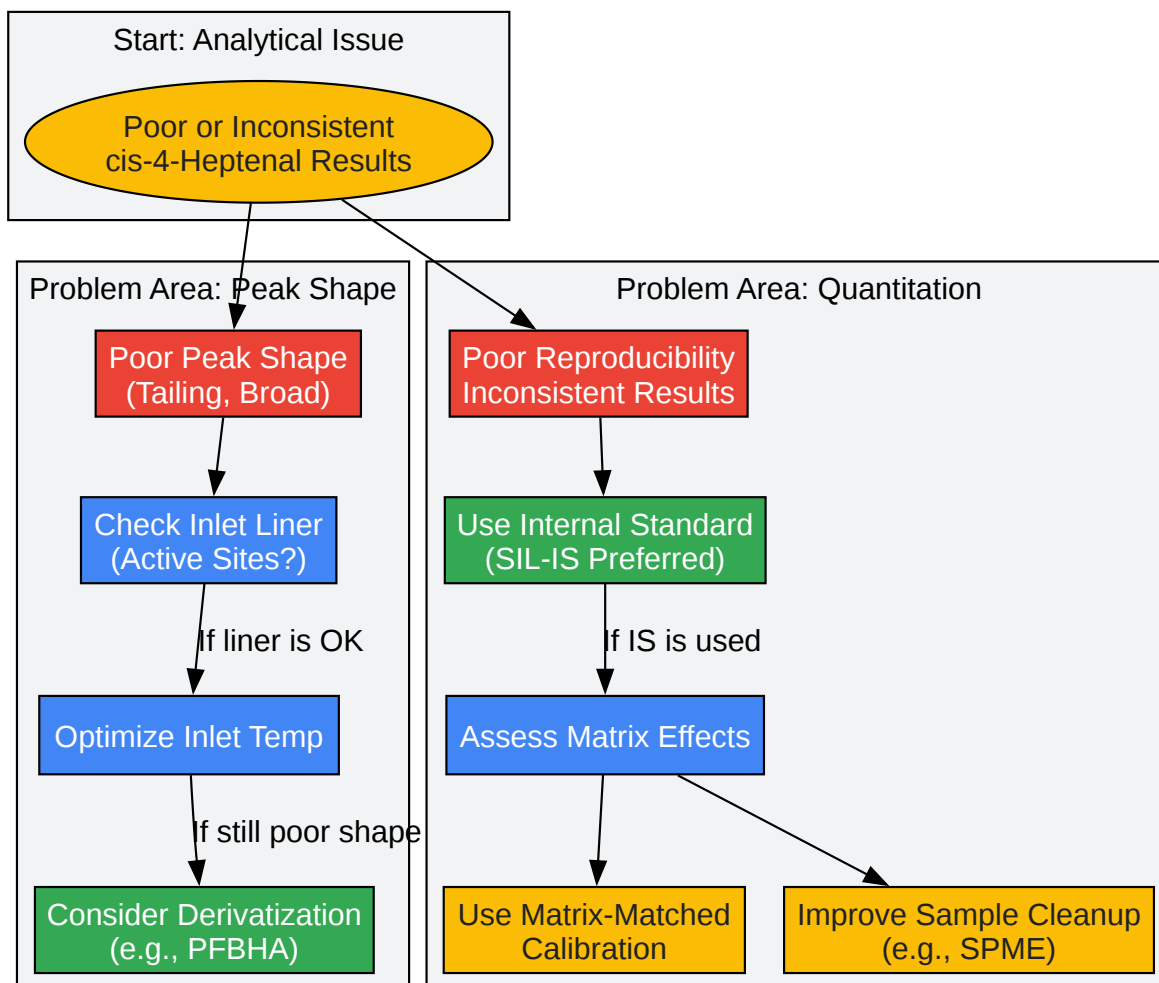 Start: Analytical Issue
Poor or Inconsistent
cis-4-Heptenal Results
Problem Area: Peak Shape
Poor Peak Shape
(Tailing, Broad)
Check Inlet Liner
(Active Sites?)
If liner is OK
Optimize Inlet Temp
If still poor shape
Consider Derivatization
(e.g., PFBHA)
Problem Area: Quantitation
Poor Reproducibility
Inconsistent Results
Use Internal Standard
(SIL-IS Preferred)
If IS is used
Assess Matrix Effects
Use Matrix-Matched
Calibration
Improve Sample Cleanup
(e.g., SPME)